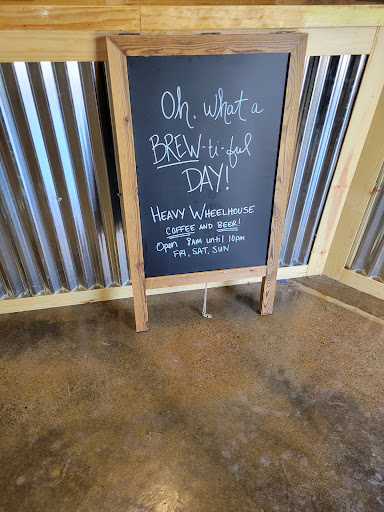 Oh, what a
BREW-ti-ful
DAY!
HEAVY WHEELHOUSE
COFFEE AND BEER!
Open 8AM until 10pm
FRI, SAT, SUN